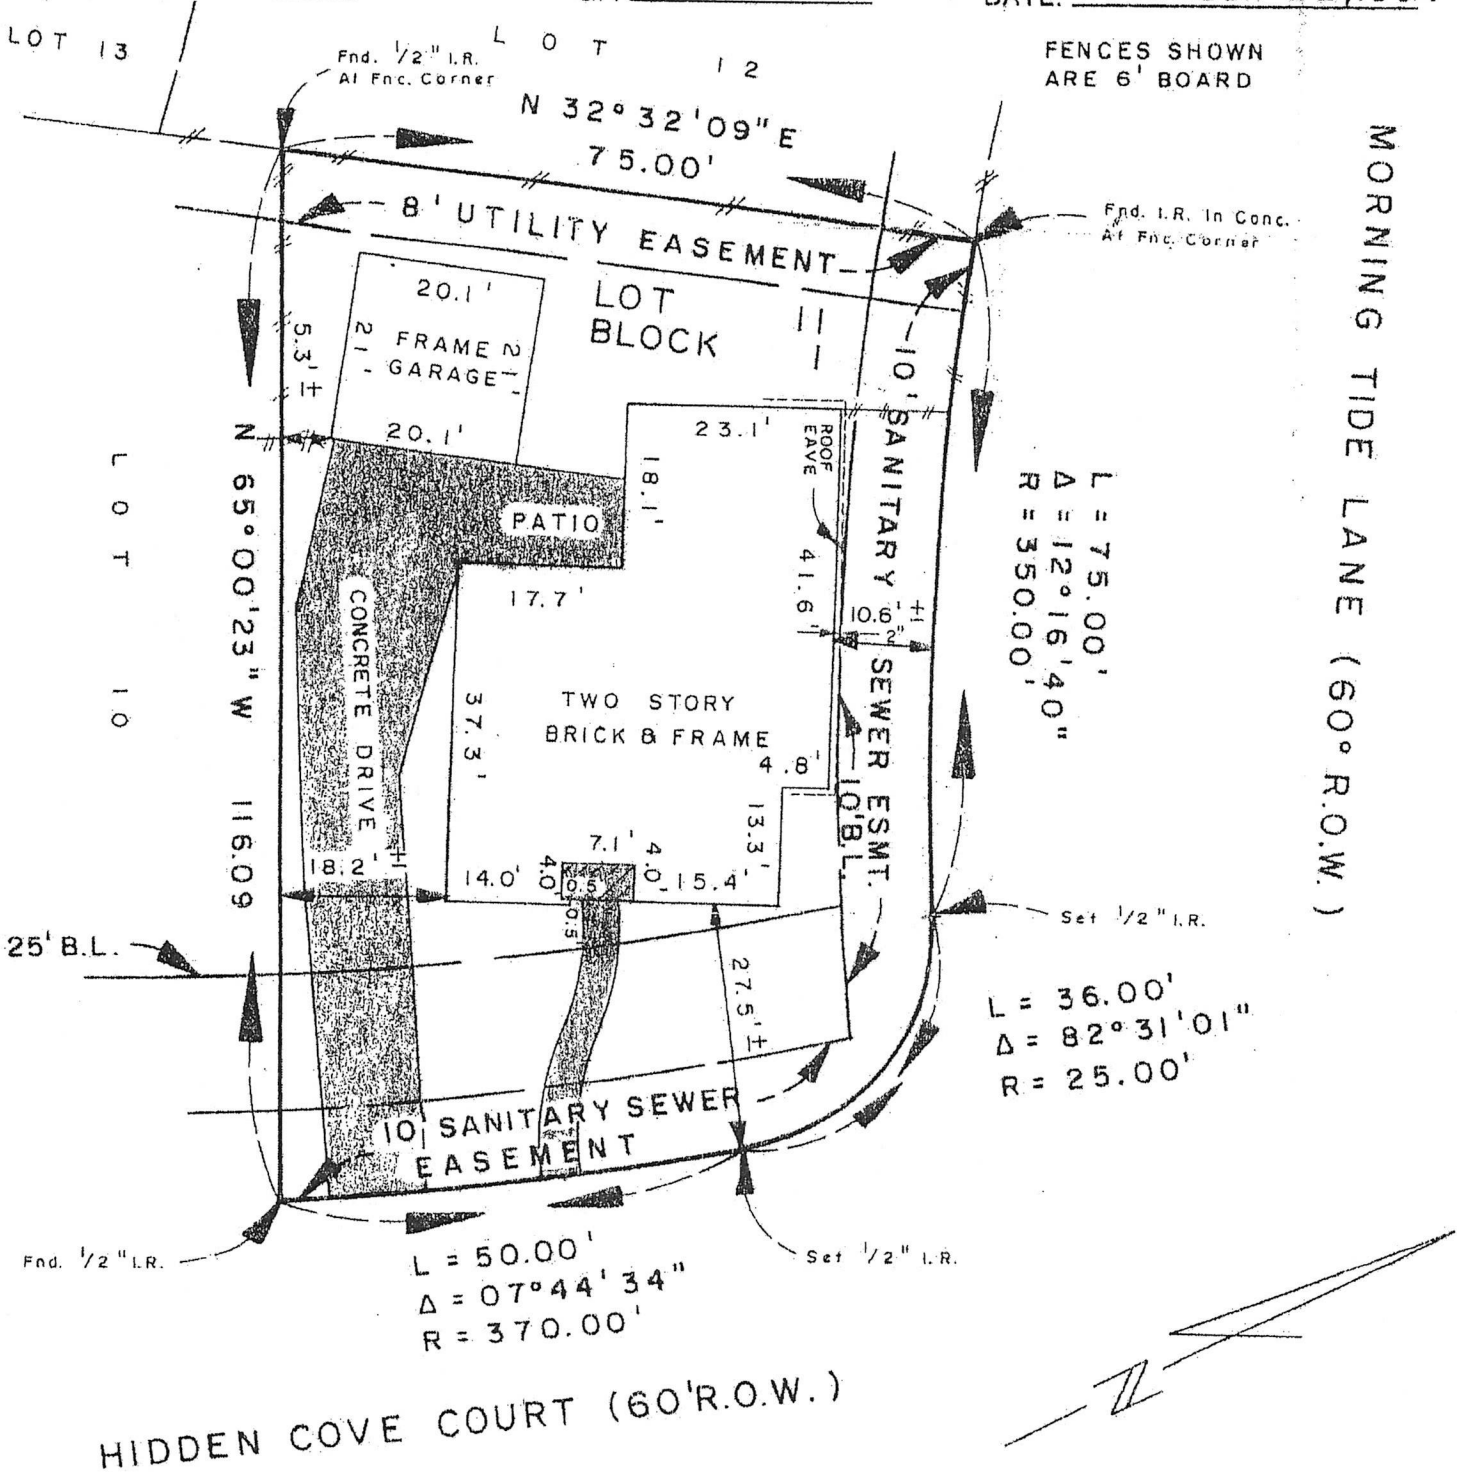 DATE:
LOT 13
LOT 12
Fnd. 1/2" I.R.
At Fnc. Corner
FENCES SHOWN
ARE 6' BOARD
N 32°32'09" E
75.00'
8' UTILITY EASEMENT
Fnd. I.R. In Conc.
At Fnc. Corner
MORNING TIDE LANE (60° R.O.W.)
LOT 11
BLOCK 1
20.1'
21.1'
FRAME
GARAGE
21.1'
20.1'
5.3'±
N 65°00'23" W 116.09
LOT 10
23.1'
ROOF
EAVE
18.1'
PATIO
41.6'
10' SANITARY SEWER ESMT.
10.6'±
2"
L = 75.00'
Δ = 12°16'40"
R = 350.00'
17.7'
CONCRETE DRIVE
37.3'
TWO STORY
BRICK & FRAME
4.8'
10' B.L.
13.3'
7.1'
18.2'±
14.0'
4.0'
0.5'
4.0'
15.4'
0.5'
25' B.L.
27.5'±
Set 1/2" I.R.
L = 36.00'
Δ = 82°31'01"
R = 25.00'
10' SANITARY SEWER
EASEMENT
Fnd. 1/2" I.R.
Set 1/2" I.R.
L = 50.00'
Δ = 07°44'34"
R = 370.00'
HIDDEN COVE COURT (60'R.O.W.)
N